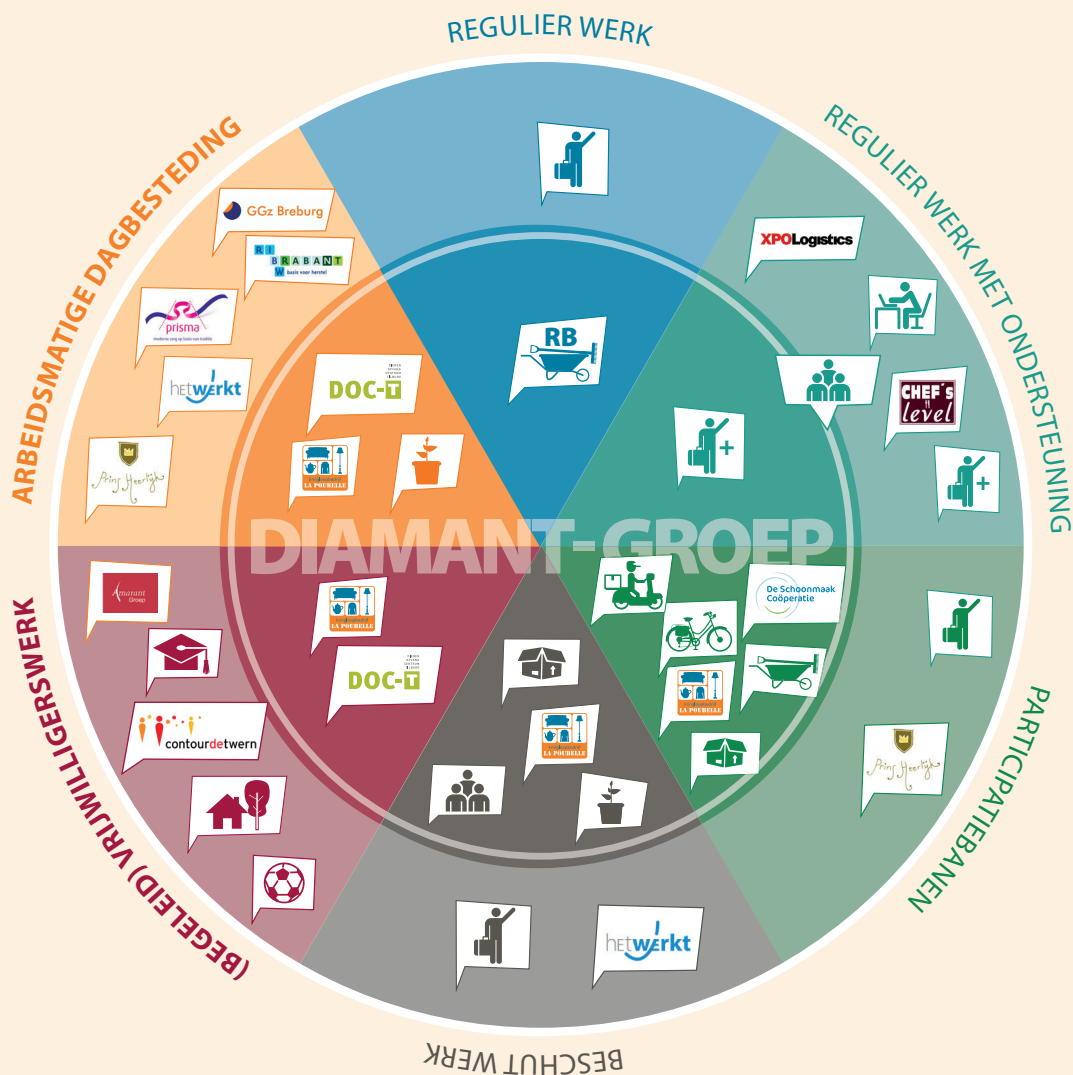 REGULIER WERK
REGULIER WERK MET ONDERSTEUNING
PARTICIPATIEBANEN
BESCHUT WERK
(BEGELEID) VRIJWILLIGERSWERK
ARBEIDSMATIGE DAGBESTEDING
DIAMANT-GROEP
RB
XPOLogistics
CHEF'S
level
+
+
De Schoonmaak
Coöperatie
LA POUBELLE
Prins Heerlijk
LA POUBELLE
hetwerkt
LA POUBELLE
DOC-T
Amarant
Groep
contourdetwern
GGz Breburg
RI
BRABANT
W basis voor herstel
prisma
hetwerkt
Prins Heerlijk
DOC-T
LA POUBELLE